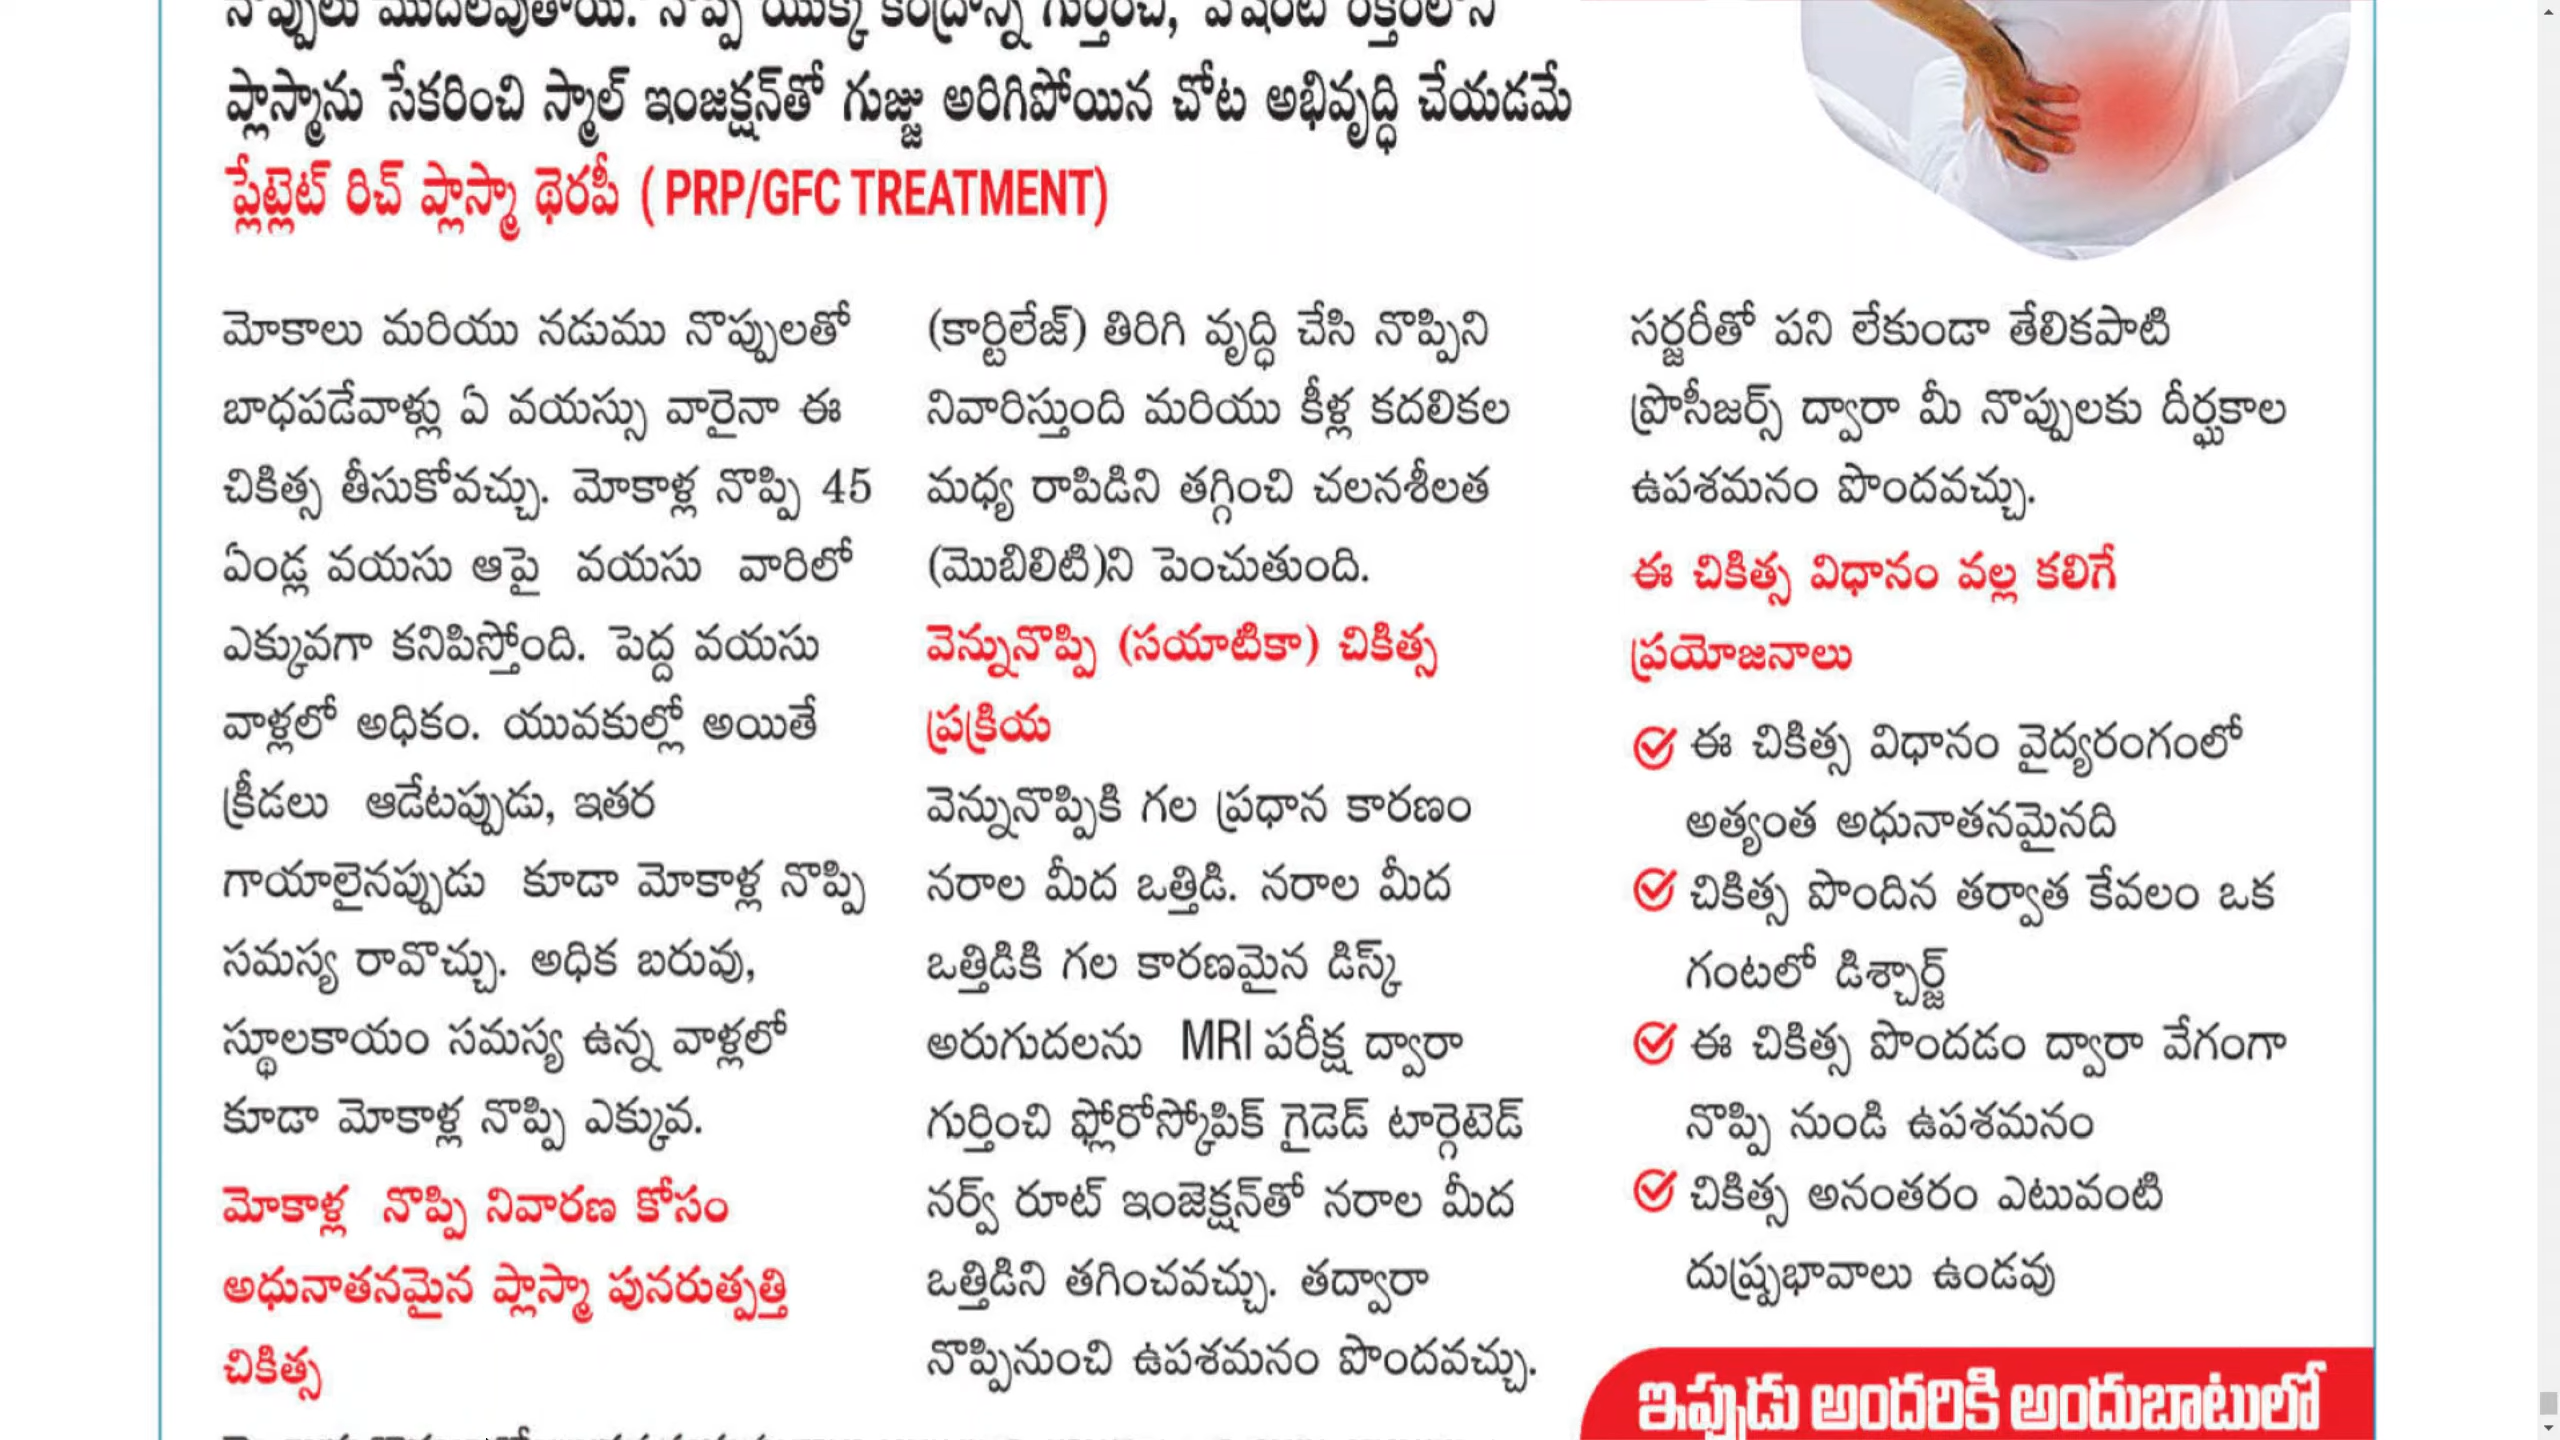 నొప్పులు మొదలవుతాయి. నొప్పి యొక్క కేంద్రాన్ని గుర్తించి, పేషెంట్ రక్తంలోని
ప్లాస్మాను సేకరించి స్మాల్ ఇంజక్షన్‌తో గుజ్జు అరిగిపోయిన చోట అభివృద్ధి చేయడమే
ప్లేట్లెట్ రిచ్ ప్లాస్మా థెరపీ ( PRP/GFC TREATMENT)
మోకాలు మరియు నడుము నొప్పులతో
బాధపడేవాళ్లు ఏ వయస్సు వారైనా ఈ
చికిత్స తీసుకోవచ్చు. మోకాళ్ల నొప్పి 45
ఏండ్ల వయసు ఆపై వయసు వారిలో
ఎక్కువగా కనిపిస్తోంది. పెద్ద వయసు
వాళ్లలో అధికం. యువకుల్లో అయితే
క్రీడలు ఆడేటప్పుడు, ఇతర
గాయాలైనప్పుడు కూడా మోకాళ్ల నొప్పి
సమస్య రావొచ్చు. అధిక బరువు,
స్థూలకాయం సమస్య ఉన్న వాళ్లలో
కూడా మోకాళ్ల నొప్పి ఎక్కువ.
మోకాళ్ల నొప్పి నివారణ కోసం
అధునాతనమైన ప్లాస్మా పునరుత్పత్తి
చికిత్స
(కార్టిలేజ్) తిరిగి వృద్ధి చేసి నొప్పిని
నివారిస్తుంది మరియు కీళ్ల కదలికల
మధ్య రాపిడిని తగ్గించి చలనశీలత
(మొబిలిటి)ని పెంచుతుంది.
వెన్నునొప్పి (సయాటికా) చికిత్స
ప్రక్రియ
వెన్నునొప్పికి గల ప్రధాన కారణం
నరాల మీద ఒత్తిడి. నరాల మీద
ఒత్తిడికి గల కారణమైన డిస్క్
అరుగుదలను MRI పరీక్ష ద్వారా
గుర్తించి ఫ్లోరోస్కోపిక్ గైడెడ్ టార్గెటెడ్
నర్వ్ రూట్ ఇంజెక్షన్‌తో నరాల మీద
ఒత్తిడిని తగించవచ్చు. తద్వారా
నొప్పినుంచి ఉపశమనం పొందవచ్చు.
సర్జరీతో పని లేకుండా తేలికపాటి
ప్రొసీజర్స్ ద్వారా మీ నొప్పులకు దీర్ఘకాల
ఉపశమనం పొందవచ్చు.
ఈ చికిత్స విధానం వల్ల కలిగే
ప్రయోజనాలు
ఈ చికిత్స విధానం వైద్యరంగంలో
అత్యంత అధునాతనమైనది
చికిత్స పొందిన తర్వాత కేవలం ఒక
గంటలో డిశ్చార్జ్
ఈ చికిత్స పొందడం ద్వారా వేగంగా
నొప్పి నుండి ఉపశమనం
చికిత్స అనంతరం ఎటువంటి
దుష్ప్రభావాలు ఉండవు
ఇప్పుడు అందరికి అందుబాటులో